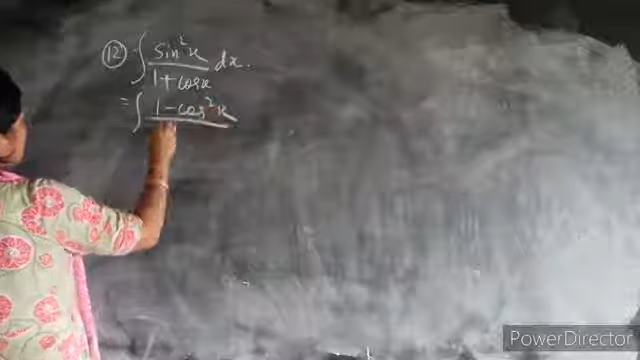 (12) ∫ sin²x / 1 + cosx dx.
= ∫ 1 - cos²x
PowerDirector